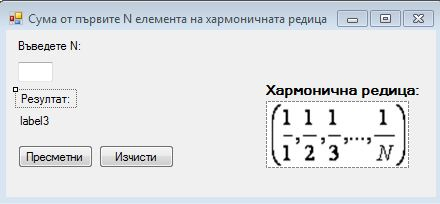 Сума от първите N елемента на хармоничната редица
Въведете N:
Резултат:
label3
Пресметни
Изчисти
Хармонична редица:
(1/1, 1/2, 1/3, ..., 1/N)